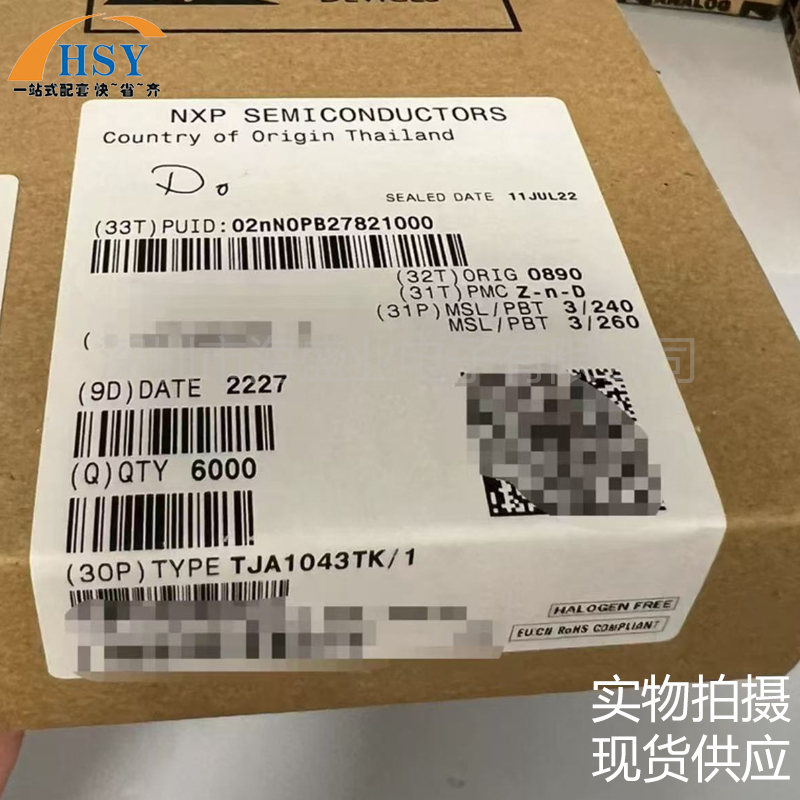 DEVICES
ANALOG
HSY
一站式配套 快~省~齐
NXP SEMICONDUCTORS
Country of Origin Thailand
Do
SEALED DATE 11JUL22
(33T)PUID:02nN0PB27821000
(32T)ORIG 0890
(31T)PMC Z-n-D
(31P)MSL/PBT 3/240
MSL/PBT 3/260
(
(9D)DATE 2227
(Q)QTY 6000
(30P)TYPE TJA1043TK/1
HALOGEN FREE
EU.CN RoHS COMPLIANT
实物拍摄
现货供应